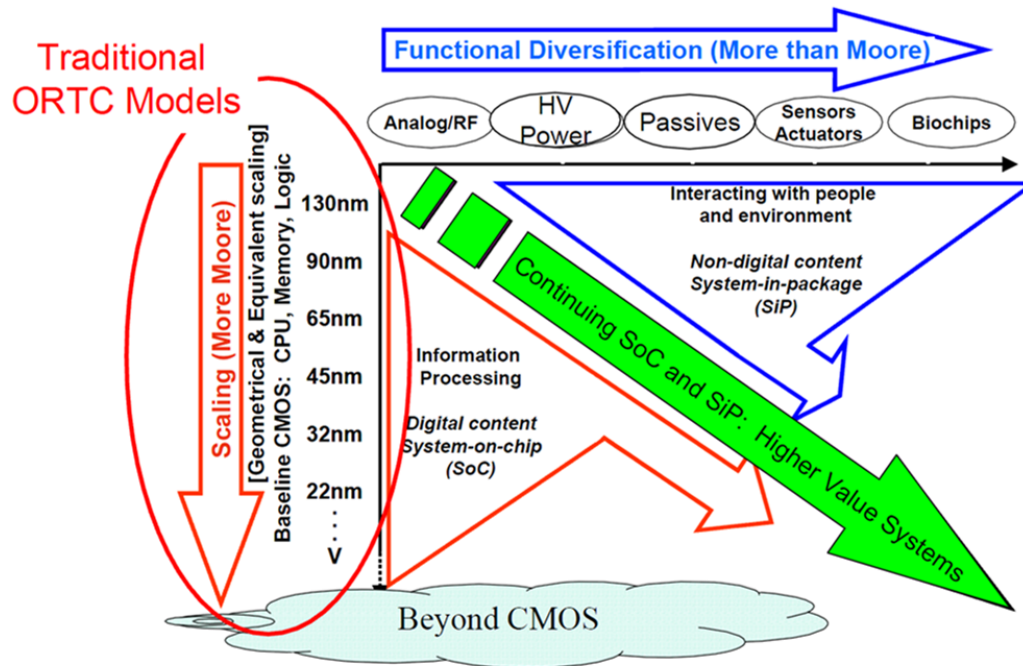 Traditional
ORTC Models
Functional Diversification (More than Moore)
Analog/RF
HV
Power
Passives
Sensors
Actuators
Biochips
Scaling (More Moore)
[Geometrical & Equivalent scaling]
Baseline CMOS: CPU, Memory, Logic
130nm
90nm
65nm
45nm
32nm
22nm
.
.
.
V
Interacting with people
and environment
Non-digital content
System-in-package
(SiP)
Information
Processing
Digital content
System-on-chip
(SoC)
Continuing SoC and SiP: Higher Value Systems
Beyond CMOS